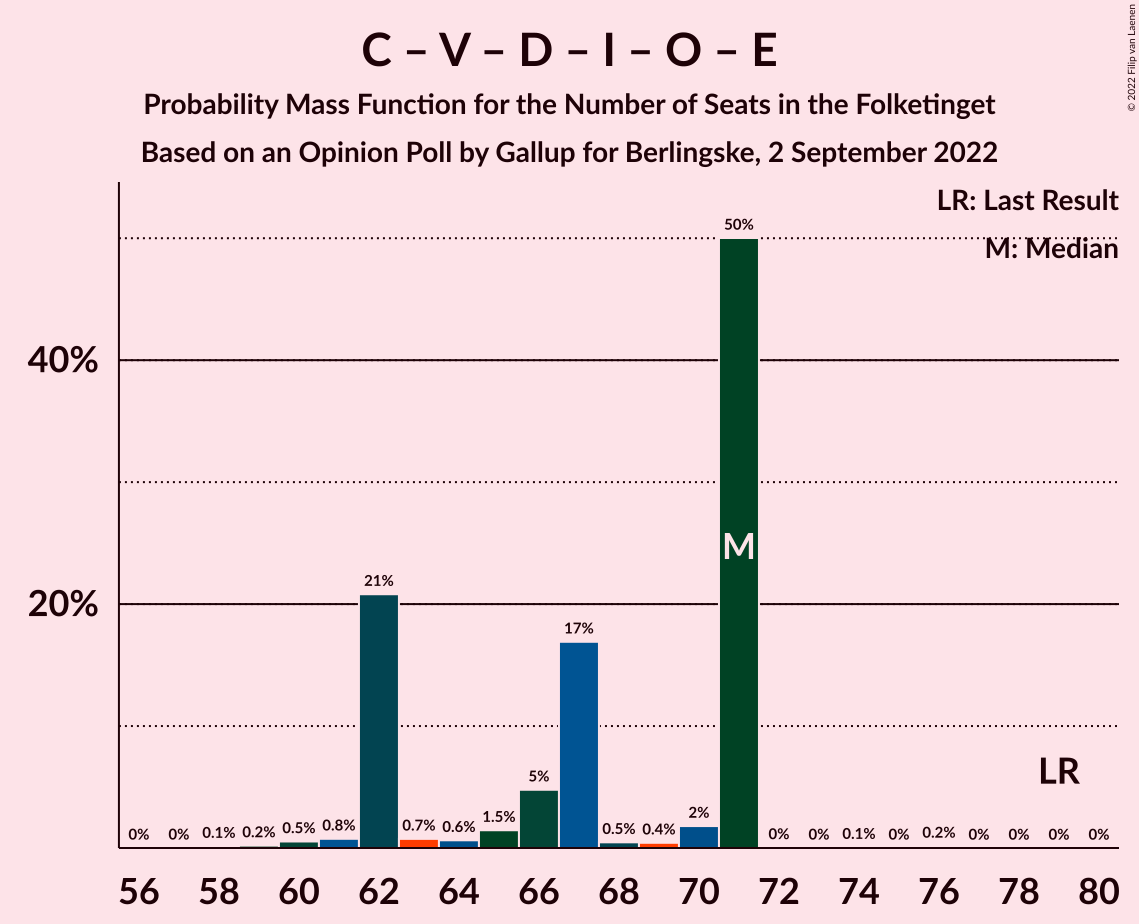 C – V – D – I – O – E
Probability Mass Function for the Number of Seats in the Folketinget
Based on an Opinion Poll by Gallup for Berlingske, 2 September 2022
© 2022 Filip van Laenen
LR: Last Result
M: Median
40%
20%
0% 0% 0.1% 0.2% 0.5% 0.8% 21% 0.7% 0.6% 1.5% 5% 17% 0.5% 0.4% 2% 50% 0% 0% 0.1% 0% 0.2% 0% 0% 0% 0%
M
LR
56 58 60 62 64 66 68 70 72 74 76 78 80